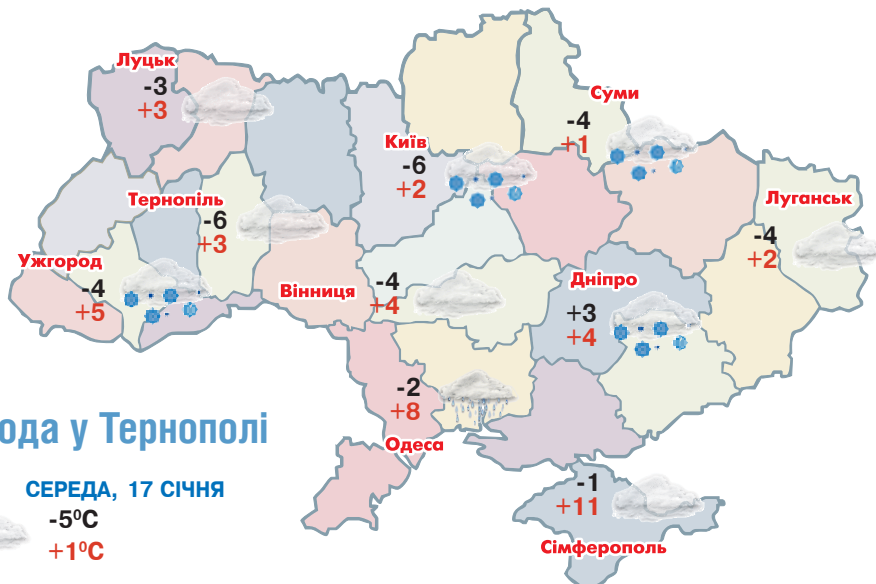 Луцьк
-3
+3
Суми
-4
+1
Київ
-6
+2
Тернопіль
-6
+3
Луганськ
-4
+2
Ужгород
-4
+5
Вінниця
-4
+4
Дніпро
+3
+4
-2
+8
Одеса
ода у Тернополі
СЕРЕДА, 17 СІЧНЯ
-5⁰С
+1⁰С
-1
+11
Сімферополь